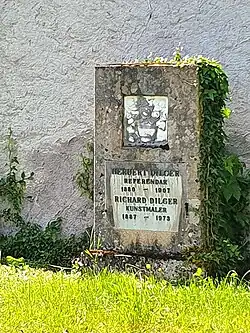 HERBERT DILGER
REFERENDAR
1880 - 1907
RICHARD DILGER
KUNSTMALER
1887 - 1973